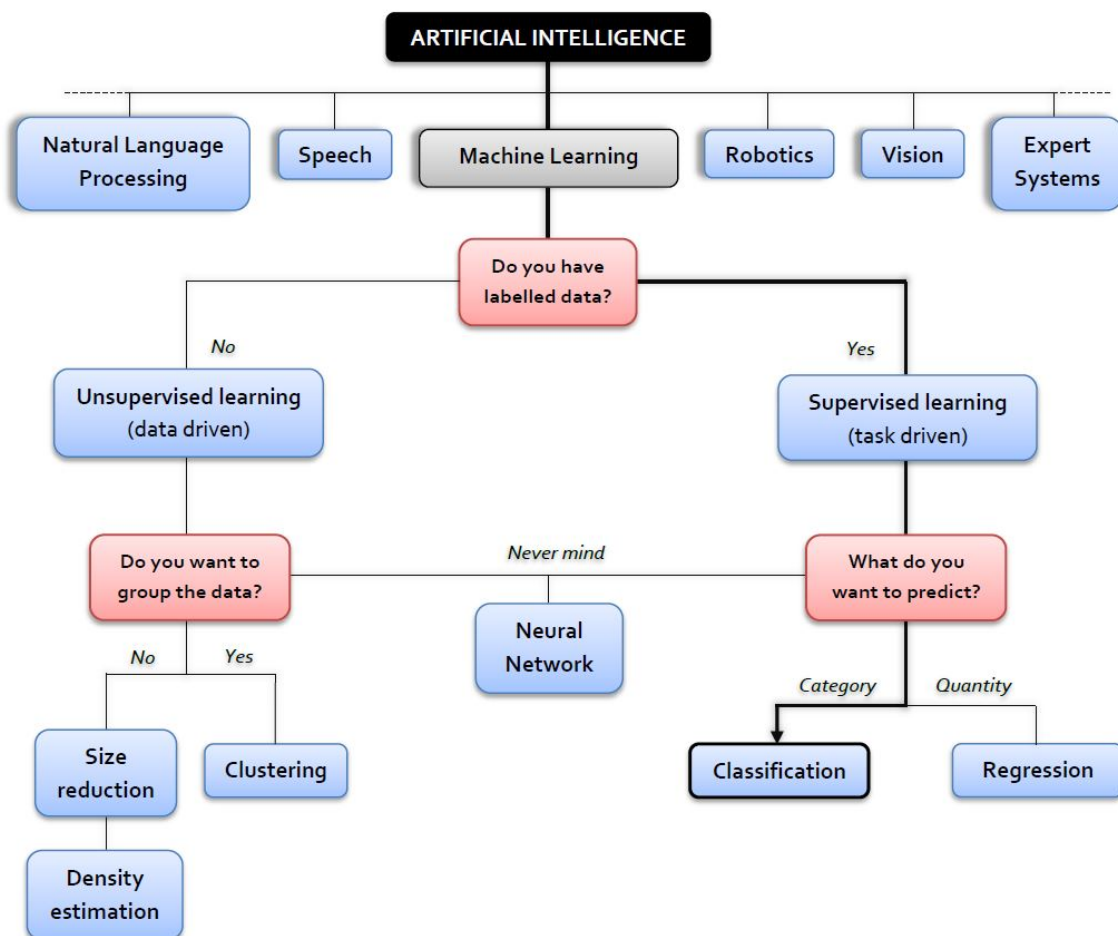 ARTIFICIAL INTELLIGENCE
Natural Language
Processing
Speech
Machine Learning
Robotics
Vision
Expert
Systems
Do you have
labelled data?
No
Yes
Unsupervised learning
(data driven)
Supervised learning
(task driven)
Do you want to
group the data?
Never mind
What do you
want to predict?
Neural
Network
No
Yes
Category
Quantity
Size
reduction
Clustering
Classification
Regression
Density
estimation